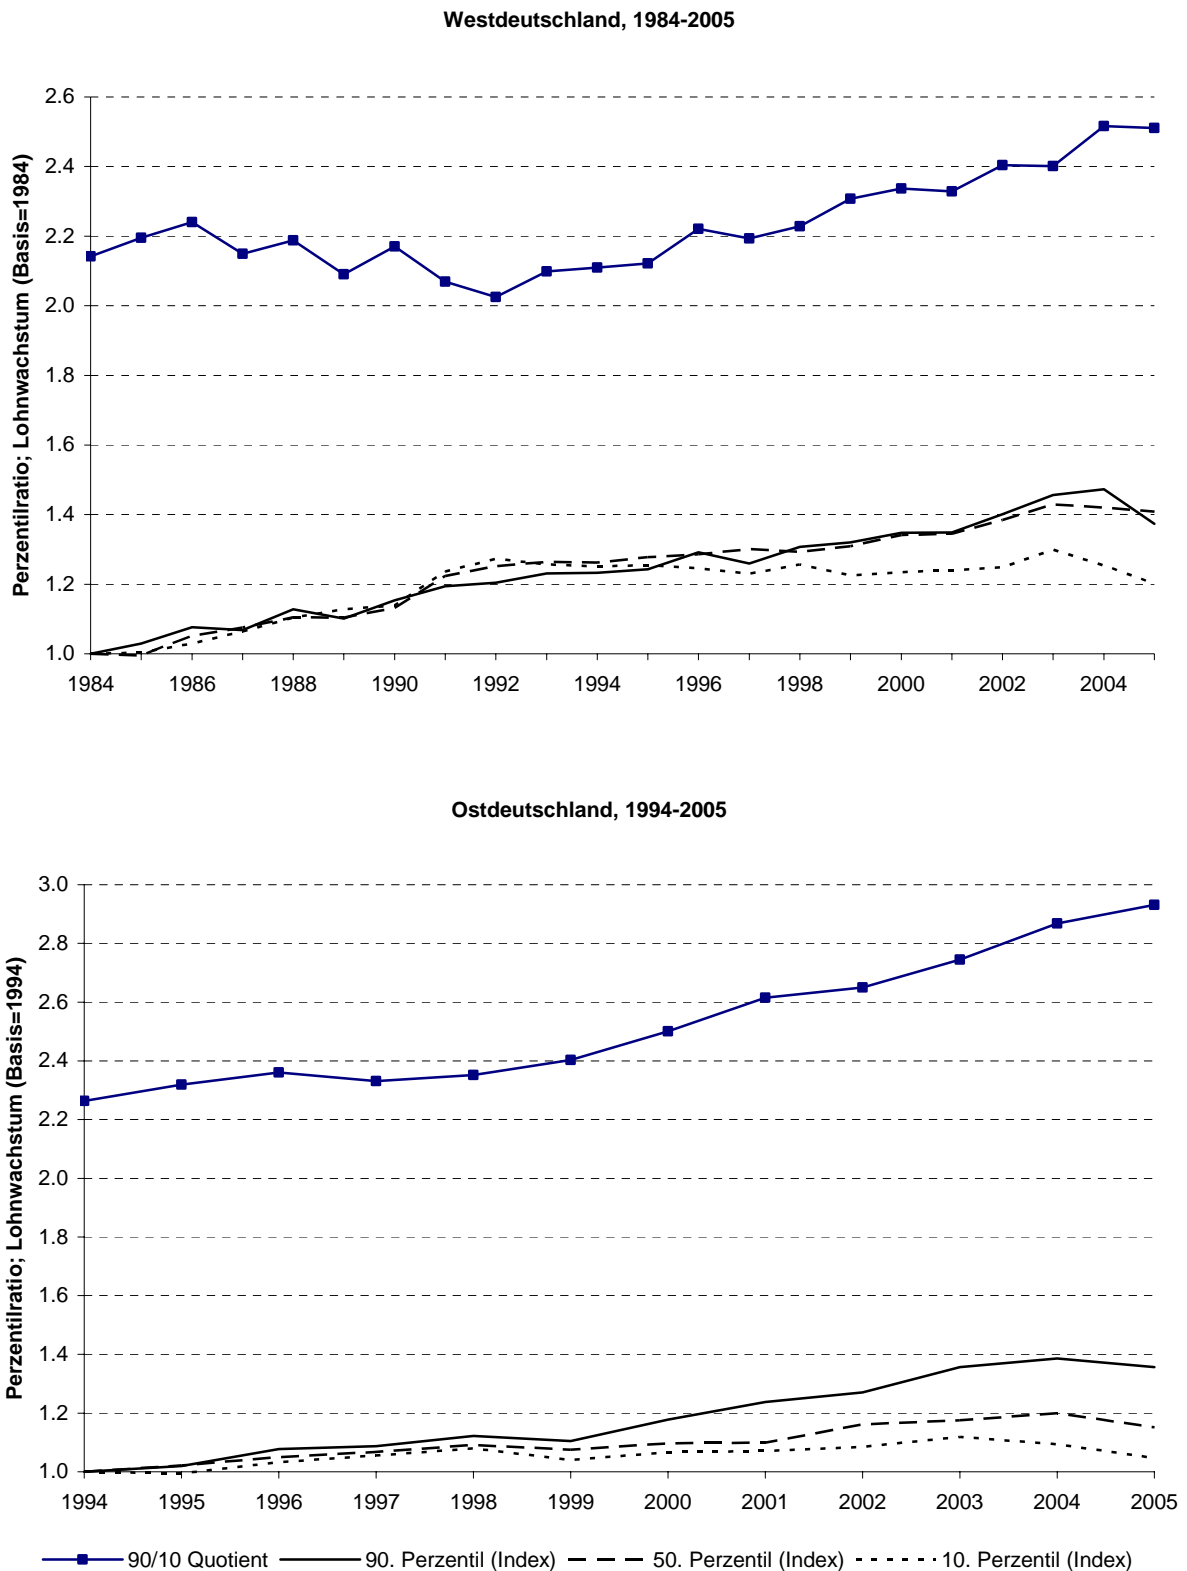 Westdeutschland, 1984-2005
Perzentilratio; Lohnwachstum (Basis=1984)
2.6
2.4
2.2
2.0
1.8
1.6
1.4
1.2
1.0
1984 1986 1988 1990 1992 1994 1996 1998 2000 2002 2004
Ostdeutschland, 1994-2005
Perzentilratio; Lohnwachstum (Basis=1994)
3.0
2.8
2.6
2.4
2.2
2.0
1.8
1.6
1.4
1.2
1.0
1994 1995 1996 1997 1998 1999 2000 2001 2002 2003 2004 2005
90/10 Quotient 90. Perzentil (Index) 50. Perzentil (Index) 10. Perzentil (Index)